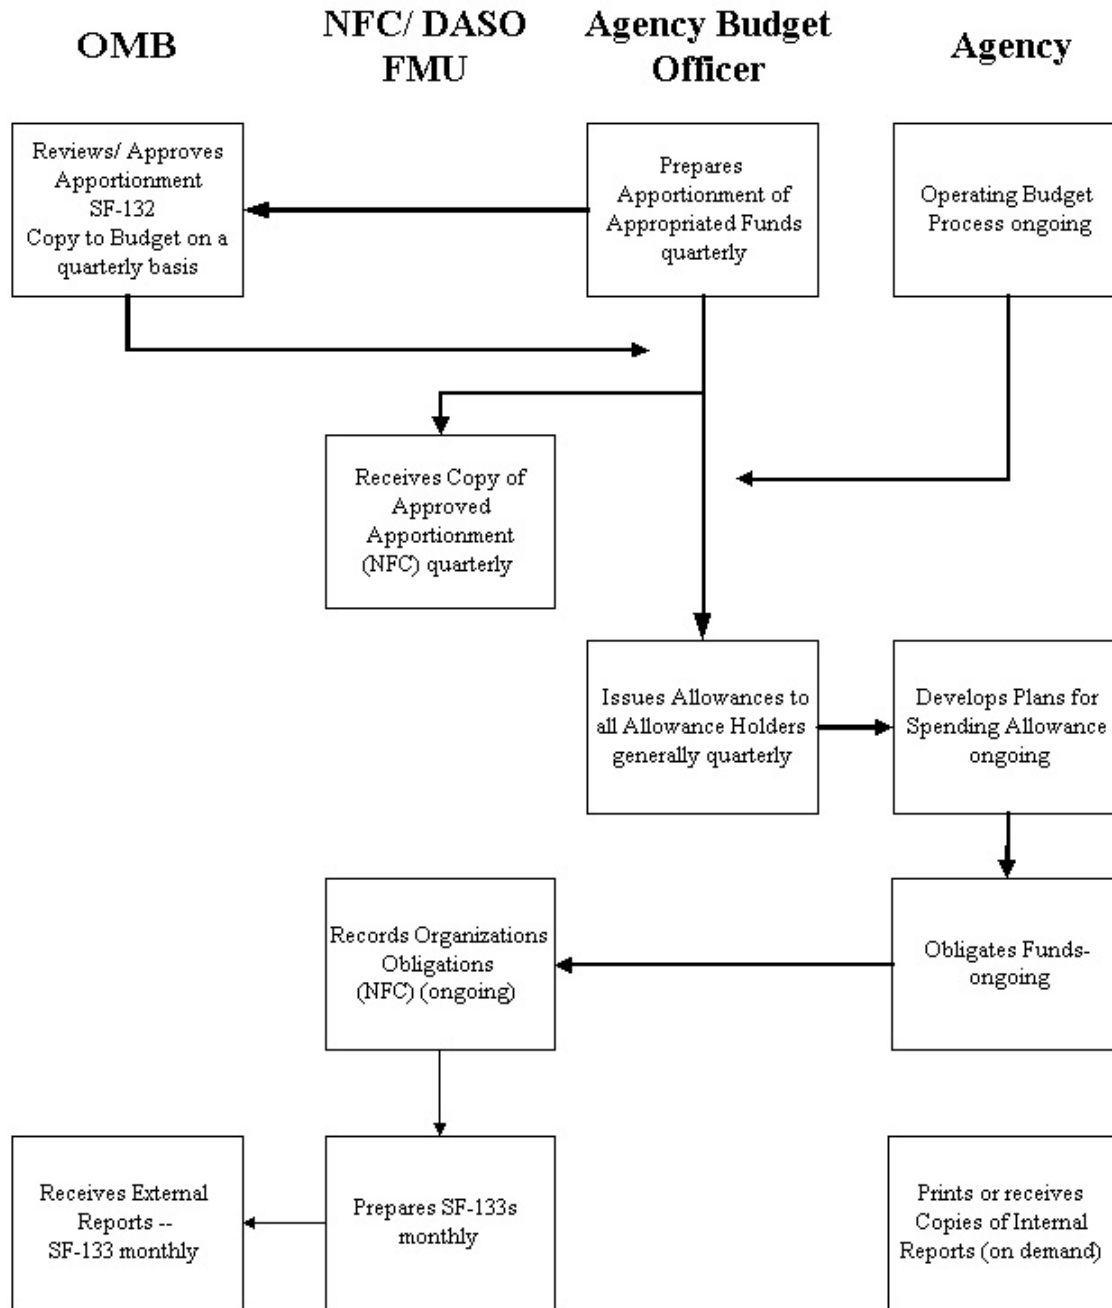 OMB
NFC/ DASO
FMU
Agency Budget
Officer
Agency
Reviews/ Approves
Apportionment
SF-132
Copy to Budget on a
quarterly basis
Prepares
Apportionment of
Appropriated Funds
quarterly
Operating Budget
Process ongoing
Receives Copy of
Approved
Apportionment
(NFC) quarterly
Issues Allowances to
all Allowance Holders
generally quarterly
Develops Plans for
Spending Allowance
ongoing
Records Organizations
Obligations
(NFC) (ongoing)
Obligates Funds-
ongoing
Receives External
Reports --
SF-133 monthly
Prepares SF-133s
monthly
Prints or receives
Copies of Internal
Reports (on demand)